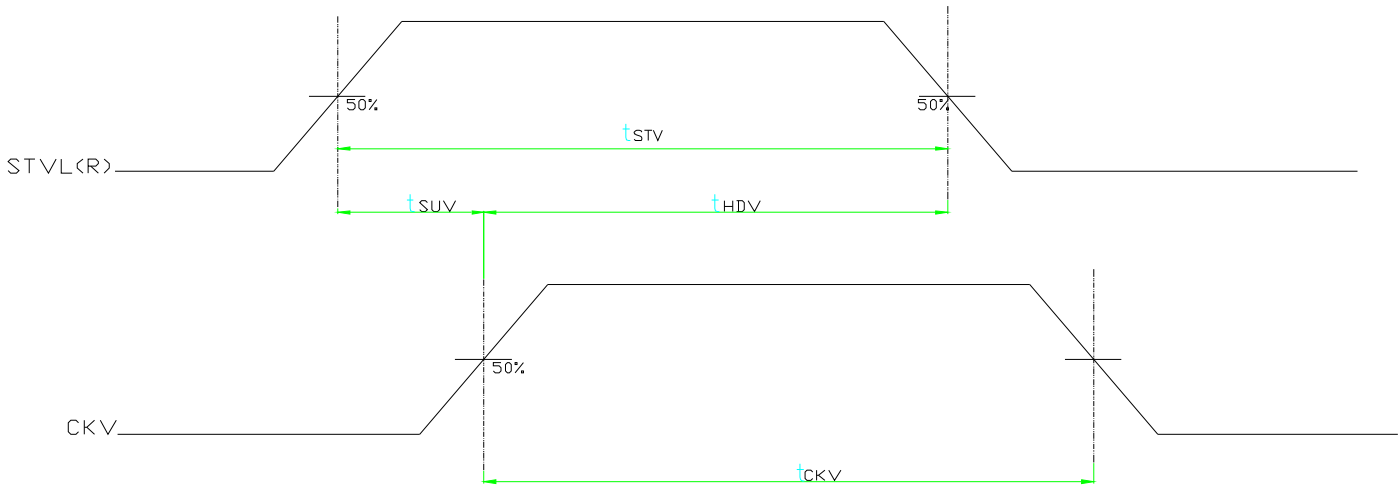 50% 50%
tSTV
STVL(R)
tSUV tHDV
50%
CKV
tCKV